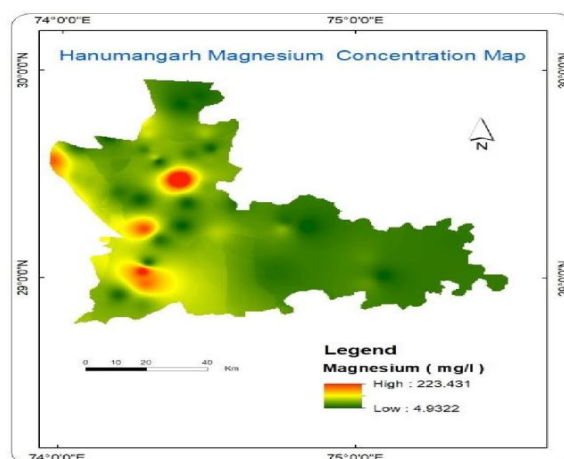 74°0'0"E 75°0'0"E
Hanumangarh Magnesium Concentration Map
30°0'0"N
N
29°0'0"N
0 10 20 40
Km
Legend
Magnesium ( mg/l )
High : 223.431
Low : 4.9322
74°0'0"E 75°0'0"E